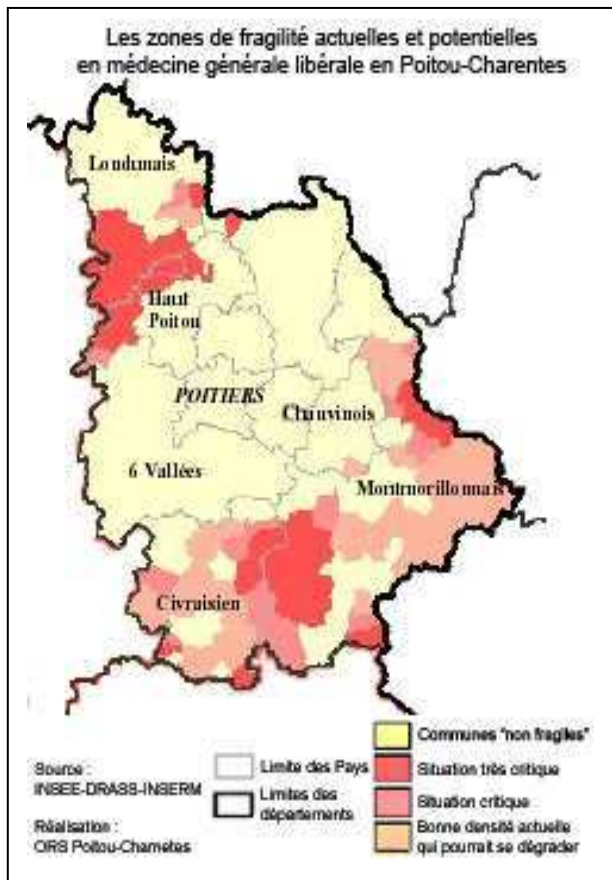 Les zones de fragilité actuelles et potentielles
en médecine générale libérale en Poitou-Charentes
Loudunais
Haut
Poitou
POITIERS
Chauvinois
6 Vallées
Montmorillonnais
Civraisien
Source :
INSEE-DRASS-INSERM
Réalisation :
ORS Poitou-Charnetes
Limite des Pays
Limites des
départements
Communes "non fragiles"
Situation très critique
Situation critique
Bonne densité actuelle
qui pourrait se dégrader